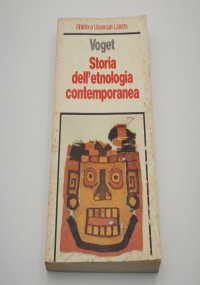 Biblioteca Universale Laterza
Voget
Storia
dell'etnologia
contemporanea